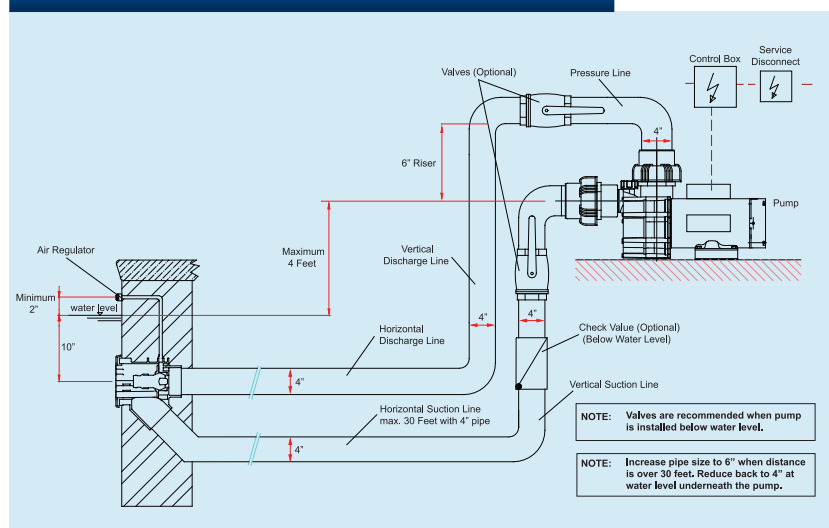 Service
Disconnect
Control Box
Valves (Optional)
Pressure Line
4"
6" Riser
Pump
Maximum
4 Feet
Vertical
Discharge Line
Air Regulator
Minimum
2"
water level
10"
4"
4"
Horizontal
Discharge Line
Check Value (Optional)
(Below Water Level)
4"
Vertical Suction Line
Horizontal Suction Line
max. 30 Feet with 4" pipe
4"
NOTE: Valves are recommended when pump
is installed below water level.
NOTE: Increase pipe size to 6" when distance
is over 30 feet. Reduce back to 4" at
water level underneath the pump.